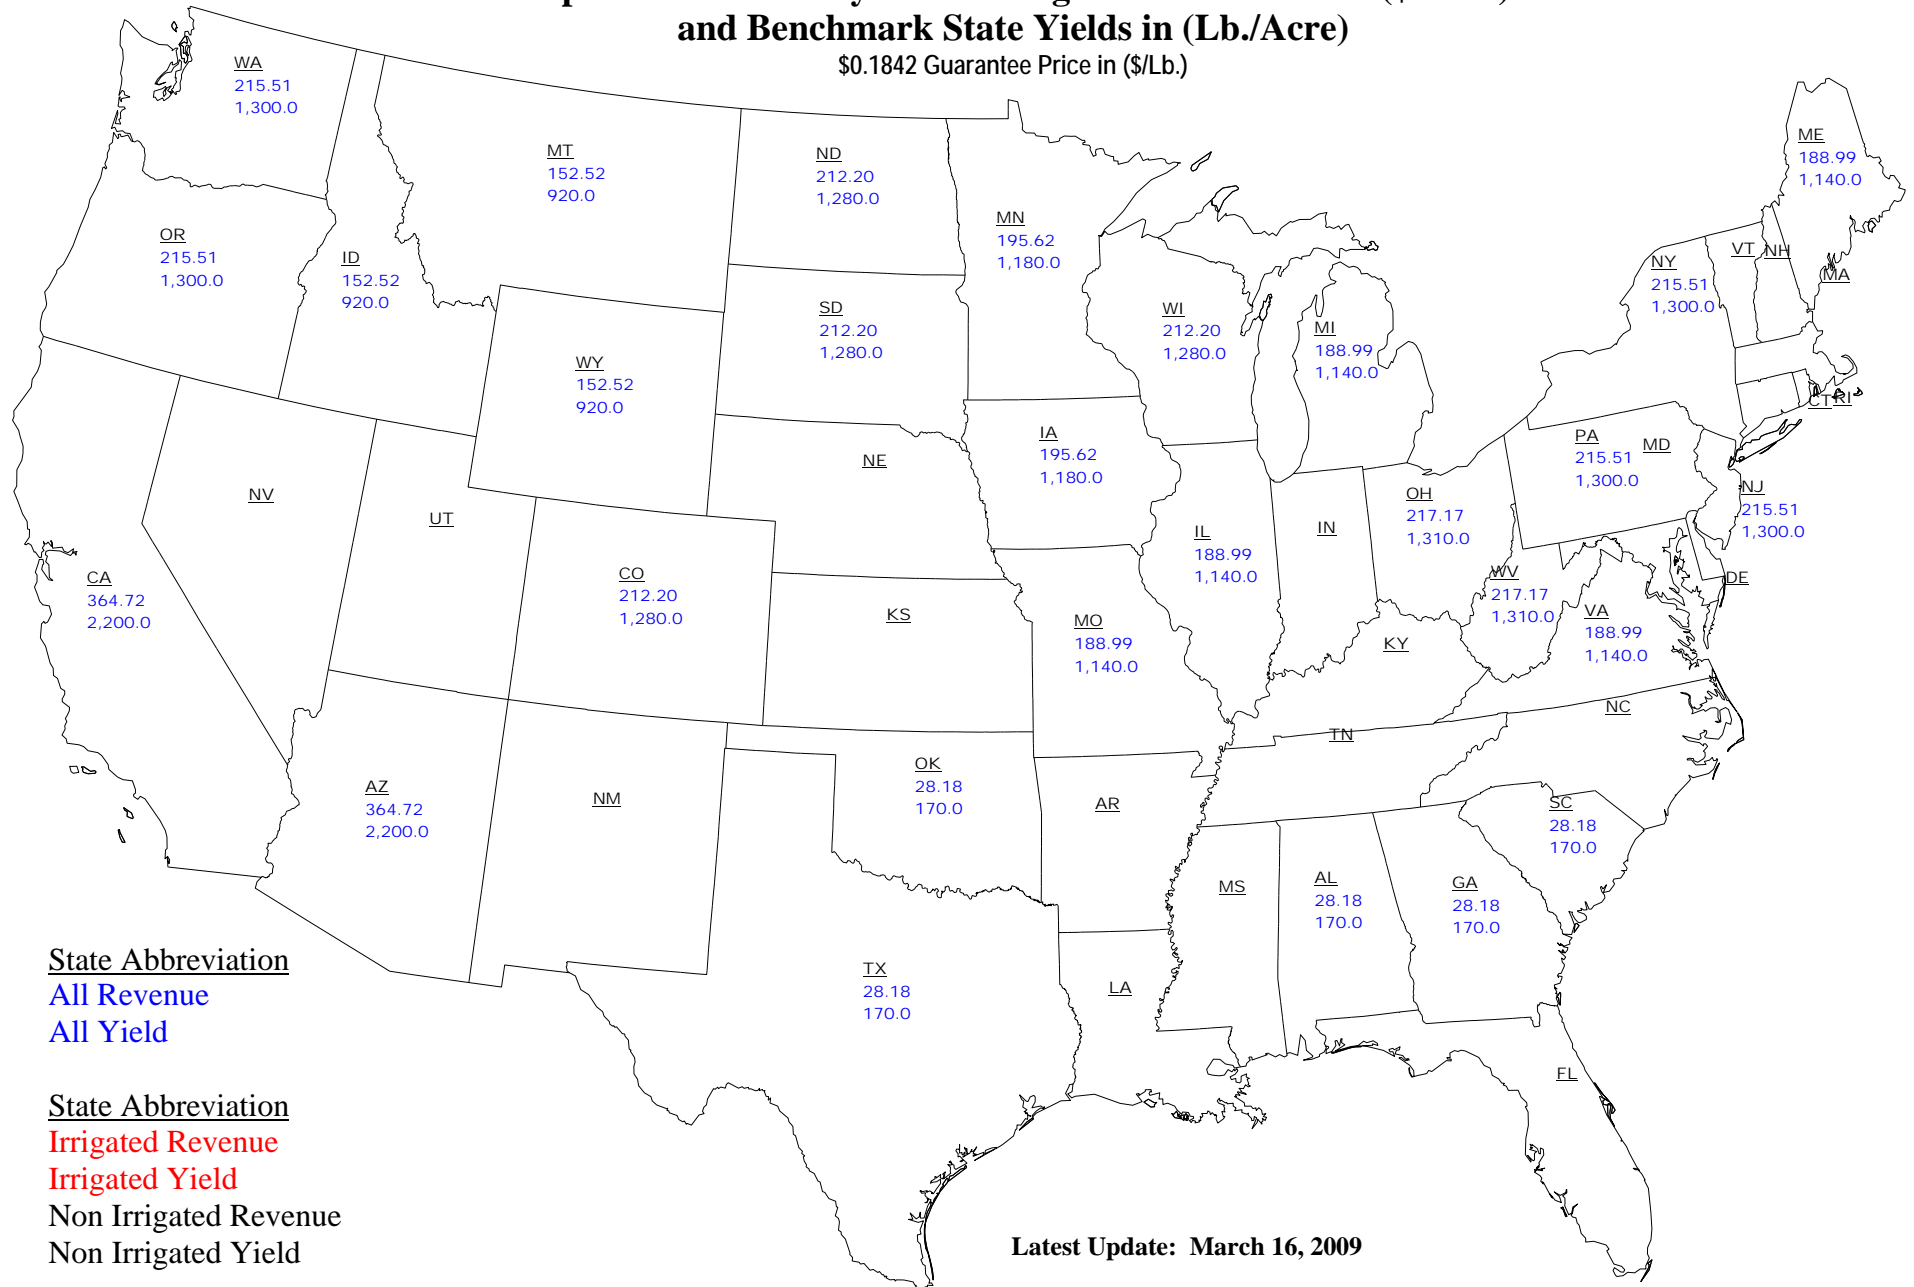 and Benchmark State Yields in (Lb./Acre)
$0.1842 Guarantee Price in ($/Lb.)
WA
215.51
1,300.0
MT
152.52
920.0
ND
212.20
1,280.0
MN
195.62
1,180.0
ME
188.99
1,140.0
OR
215.51
1,300.0
ID
152.52
920.0
VT
NH
MA
NY
215.51
1,300.0
SD
212.20
1,280.0
WI
212.20
1,280.0
MI
188.99
1,140.0
WY
152.52
920.0
CT
RI
IA
195.62
1,180.0
PA
215.51
1,300.0
MD
NE
NV
UT
OH
217.17
1,310.0
NJ
215.51
1,300.0
IN
IL
188.99
1,140.0
CA
364.72
2,200.0
CO
212.20
1,280.0
WV
217.17
1,310.0
DE
KS
MO
188.99
1,140.0
VA
188.99
1,140.0
KY
NC
TN
AZ
364.72
2,200.0
NM
OK
28.18
170.0
AR
SC
28.18
170.0
MS
AL
28.18
170.0
GA
28.18
170.0
TX
28.18
170.0
LA
FL
State Abbreviation
All Revenue
All Yield
State Abbreviation
Irrigated Revenue
Irrigated Yield
Non Irrigated Revenue
Non Irrigated Yield
Latest Update: March 16, 2009